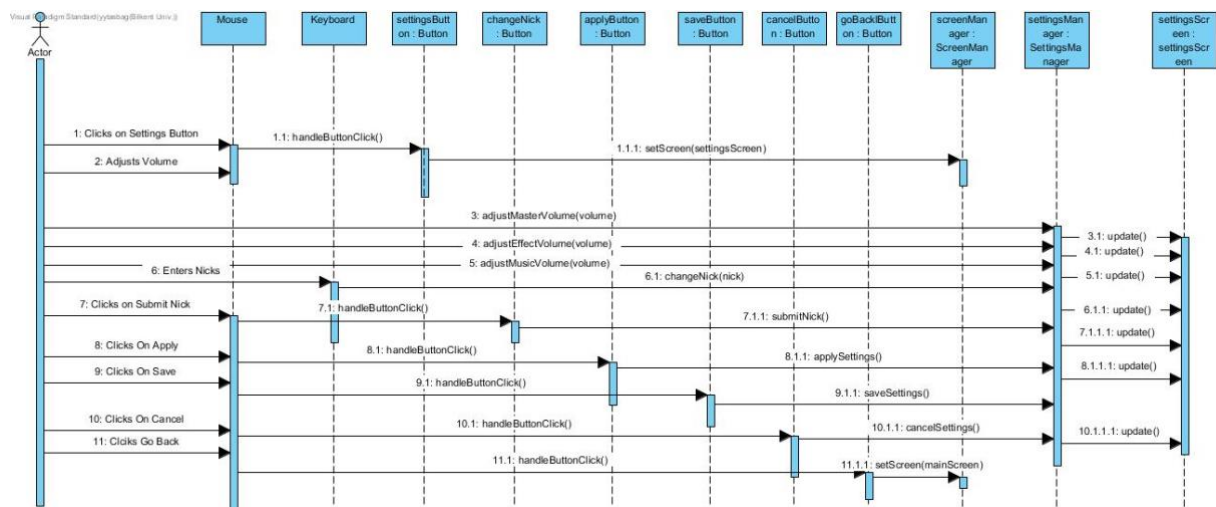 Visual Paradigm Standard(yytasbag(Bilkent Univ.))
Actor
Mouse
Keyboard
settingsButt
on : Button
changeNick
: Button
applyButton
: Button
saveButton
: Button
cancelButto
n : Button
goBacklButt
on : Button
screenMan
ager :
ScreenMan
ager
settingsMan
ager :
SettingsMa
nager
settingsScr
een :
settingsScr
een
1: Clicks on Settings Button
1.1: handleButtonClick()
1.1.1: setScreen(settingsScreen)
2: Adjusts Volume
3: adjustMasterVolume(volume)
3.1: update()
4: adjustEffectVolume(volume)
4.1: update()
5: adjustMusicVolume(volume)
5.1: update()
6: Enters Nicks
6.1: changeNick(nick)
6.1.1: update()
7: Clicks on Submit Nick
7.1: handleButtonClick()
7.1.1: submitNick()
7.1.1.1: update()
8: Clicks On Apply
8.1: handleButtonClick()
8.1.1: applySettings()
8.1.1.1: update()
9: Clicks On Save
9.1: handleButtonClick()
9.1.1: saveSettings()
10: Clicks On Cancel
10.1: handleButtonClick()
10.1.1: cancelSettings()
10.1.1.1: update()
11: Clciks Go Back
11.1: handleButtonClick()
11.1.1: setScreen(mainScreen)